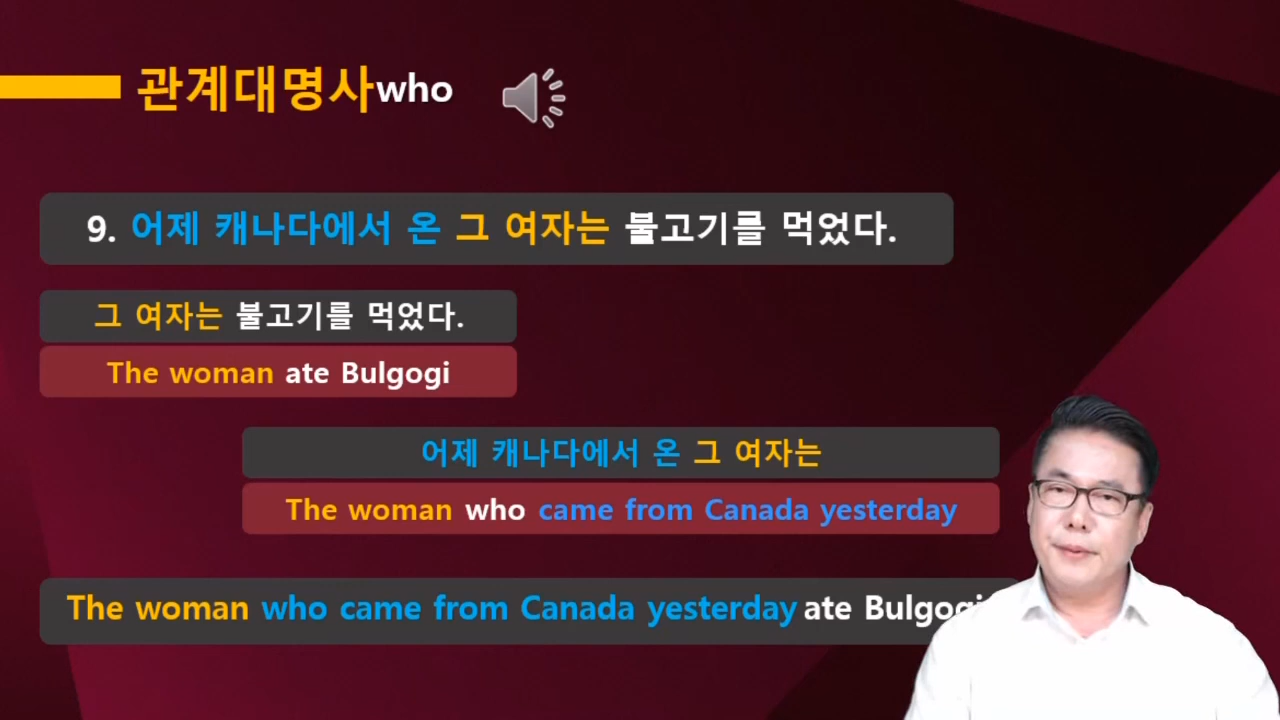 관계대명사who
9. 어제 캐나다에서 온 그 여자는 불고기를 먹었다.
그 여자는 불고기를 먹었다.
The woman ate Bulgogi
어제 캐나다에서 온 그 여자는
The woman who came from Canada yesterday
The woman who came from Canada yesterday ate Bulgogi